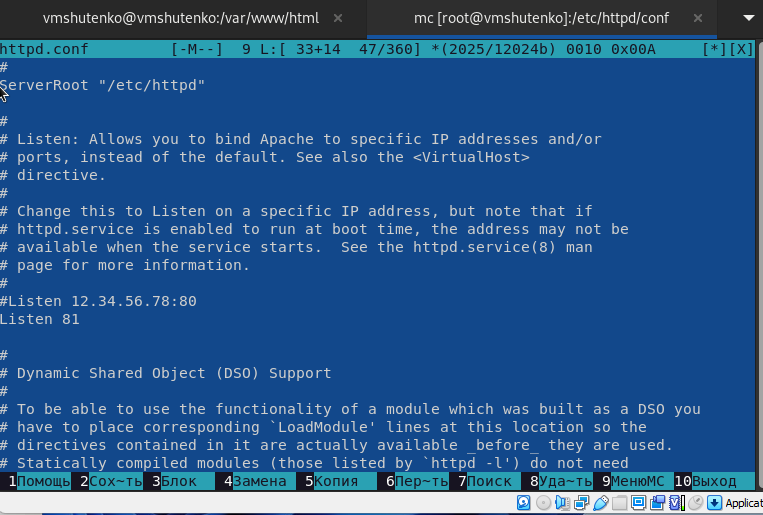 vmshutenko@vmshutenko:/var/www/html × mc [root@vmshutenko]:/etc/httpd/conf ×
httpd.conf [-M--] 9 L:[ 33+14 47/360] *(2025/12024b) 0010 0x00A [*][X]
#
ServerRoot "/etc/httpd"
#
# Listen: Allows you to bind Apache to specific IP addresses and/or
# ports, instead of the default. See also the <VirtualHost>
# directive.
#
# Change this to Listen on a specific IP address, but note that if
# httpd.service is enabled to run at boot time, the address may not be
# available when the service starts.  See the httpd.service(8) man
# page for more information.
#
#Listen 12.34.56.78:80
Listen 81
#
# Dynamic Shared Object (DSO) Support
#
# To be able to use the functionality of a module which was built as a DSO you
# have to place corresponding `LoadModule' lines at this location so the
# directives contained in it are actually available _before_ they are used.
# Statically compiled modules (those listed by `httpd -l') do not need
1Помощь 2Сох~ть 3Блок 4Замена 5Копия 6Пер~ть 7Поиск 8Уда~ть 9МенюMC 10Выход